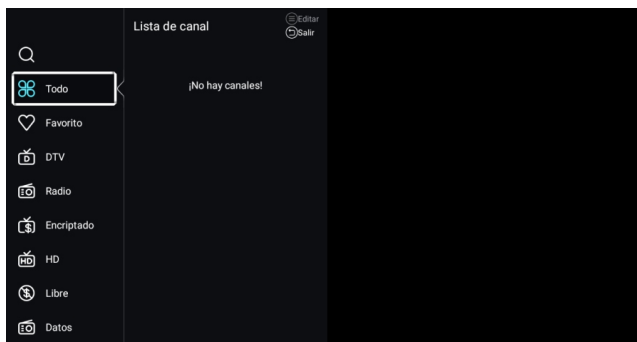 Lista de canal
Editar
Salir
Todo
¡No hay canales!
Favorito
DTV
Radio
Encriptado
HD
Libre
Datos